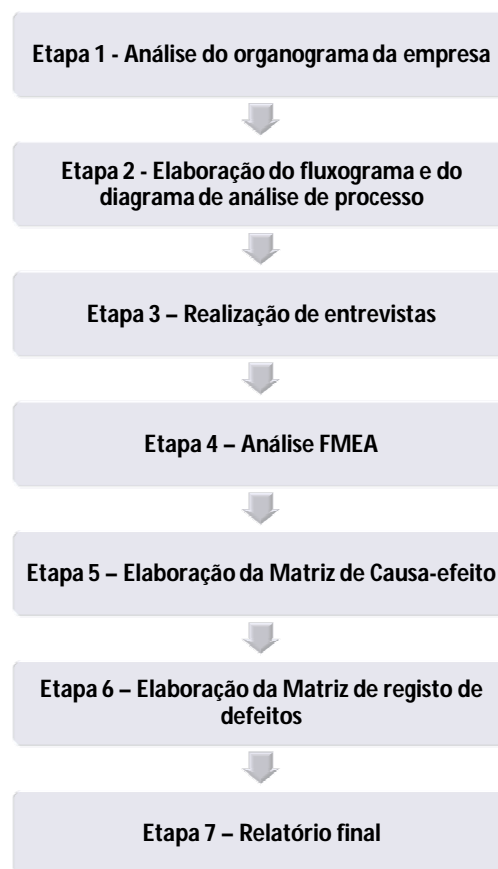 Etapa 1 - Análise do organograma da empresa
Etapa 2 - Elaboração do fluxograma e do
diagrama de análise de processo
Etapa 3 – Realização de entrevistas
Etapa 4 – Análise FMEA
Etapa 5 – Elaboração da Matriz de Causa-efeito
Etapa 6 – Elaboração da Matriz de registo de
defeitos
Etapa 7 – Relatório final